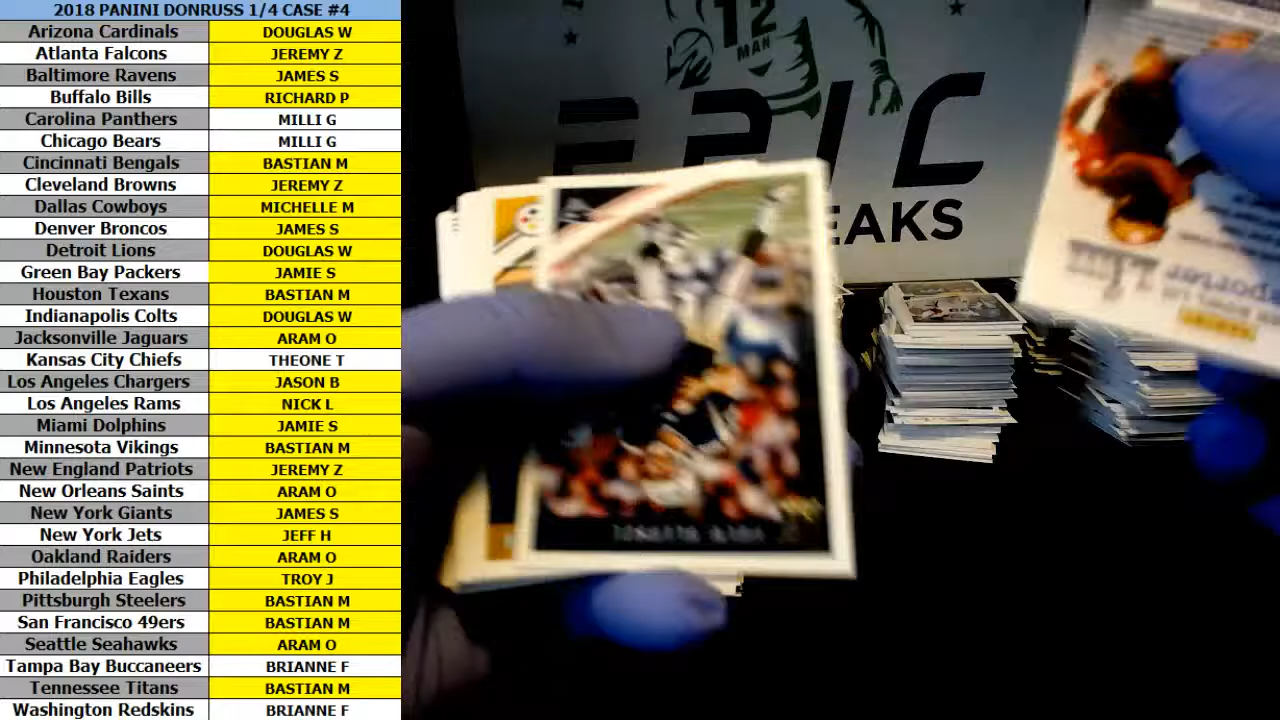 2018 PANINI DONRUSS 1/4 CASE #4
Arizona Cardinals DOUGLAS W
Atlanta Falcons JEREMY Z
Baltimore Ravens JAMES S
Buffalo Bills RICHARD P
Carolina Panthers MILLI G
Chicago Bears MILLI G
Cincinnati Bengals BASTIAN M
Cleveland Browns JEREMY Z
Dallas Cowboys MICHELLE M
Denver Broncos JAMES S
Detroit Lions DOUGLAS W
Green Bay Packers JAMIE S
Houston Texans BASTIAN M
Indianapolis Colts DOUGLAS W
Jacksonville Jaguars ARAM O
Kansas City Chiefs THEONE T
Los Angeles Chargers JASON B
Los Angeles Rams NICK L
Miami Dolphins JAMIE S
Minnesota Vikings BASTIAN M
New England Patriots JEREMY Z
New Orleans Saints ARAM O
New York Giants JAMES S
New York Jets JEFF H
Oakland Raiders ARAM O
Philadelphia Eagles TROY J
Pittsburgh Steelers BASTIAN M
San Francisco 49ers BASTIAN M
Seattle Seahawks ARAM O
Tampa Bay Buccaneers BRIANNE F
Tennessee Titans BASTIAN M
Washington Redskins BRIANNE F
12
MAN
EPIC
EAKS